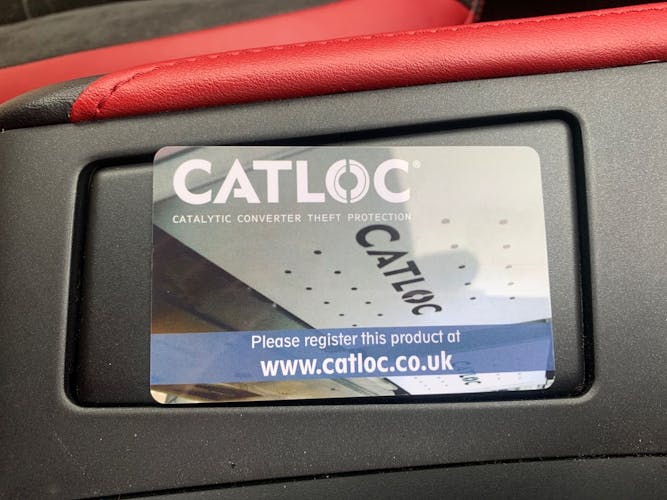 CATLOC®
CATALYTIC CONVERTER THEFT PROTECTION
CATLOC
Please register this product at
www.catloc.co.uk